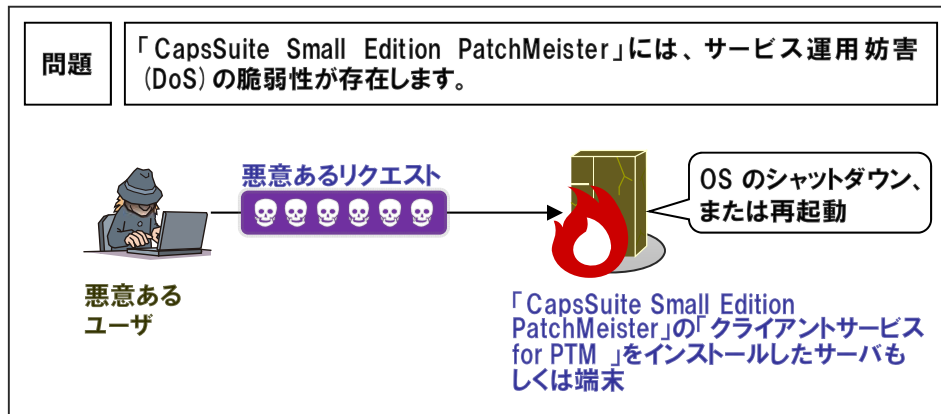 問題
「CapsSuite Small Edition PatchMeister」には、サービス運用妨害
(DoS)の脆弱性が存在します。
悪意あるリクエスト
OS のシャットダウン、
または再起動
悪意ある
ユーザ
「CapsSuite Small Edition
PatchMeister」の「クライアントサービス
for PTM 」をインストールしたサーバも
しくは端末